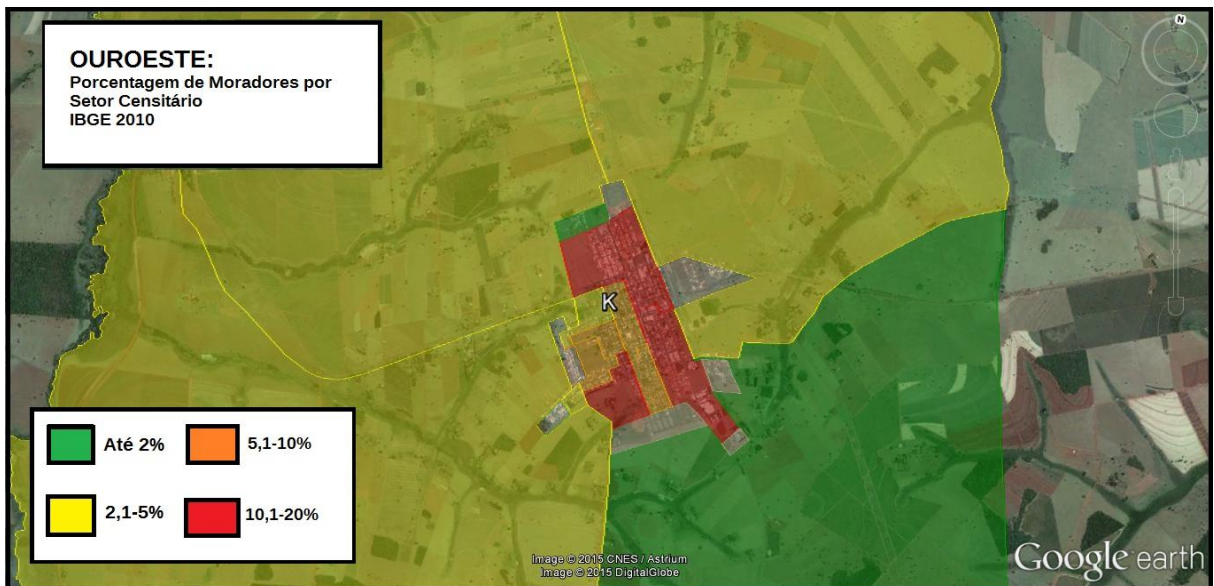 OUROESTE:
Porcentagem de Moradores por
Setor Censitário
IBGE 2010
N
K
Até 2%
5,1-10%
2,1-5%
10,1-20%
Image © 2015 CNES / Astrium
Image © 2015 DigitalGlobe
Google earth